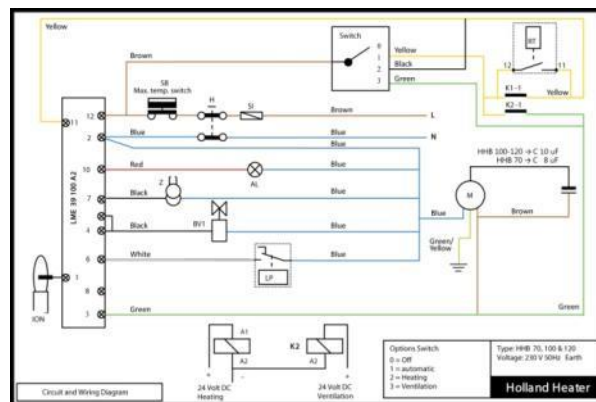 Yellow
Switch
0
1
2
3
Yellow
Black
Green
RT
12
11
Brown
SB
Max. temp. switch
H
SI
K1-1
Yellow
K2-1
12
Brown
L
11
2
Blue
Blue
N
HHB 100-120 → C 10 uF
HHB 70 → C 8 uF
10
Red
AL
Blue
M
Z
7
Black
Blue
Blue
Brown
LME 39 100 A2
4
Black
BV1
Blue
Green/
Yellow
6
White
Blue
LP
1
ION
8
3
Green
Green
A1
A2
K2
A2
A1
+
-
+
24 Volt DC
Heating
24 Volt DC
Ventilation
Options Switch
0 = Off
1 = automatic
2 = Heating
3 = Ventilation
Type: HHB 70, 100 & 120
Voltage: 230 V 50Hz Earth
Circuit and Wiring Diagram
Holland Heater